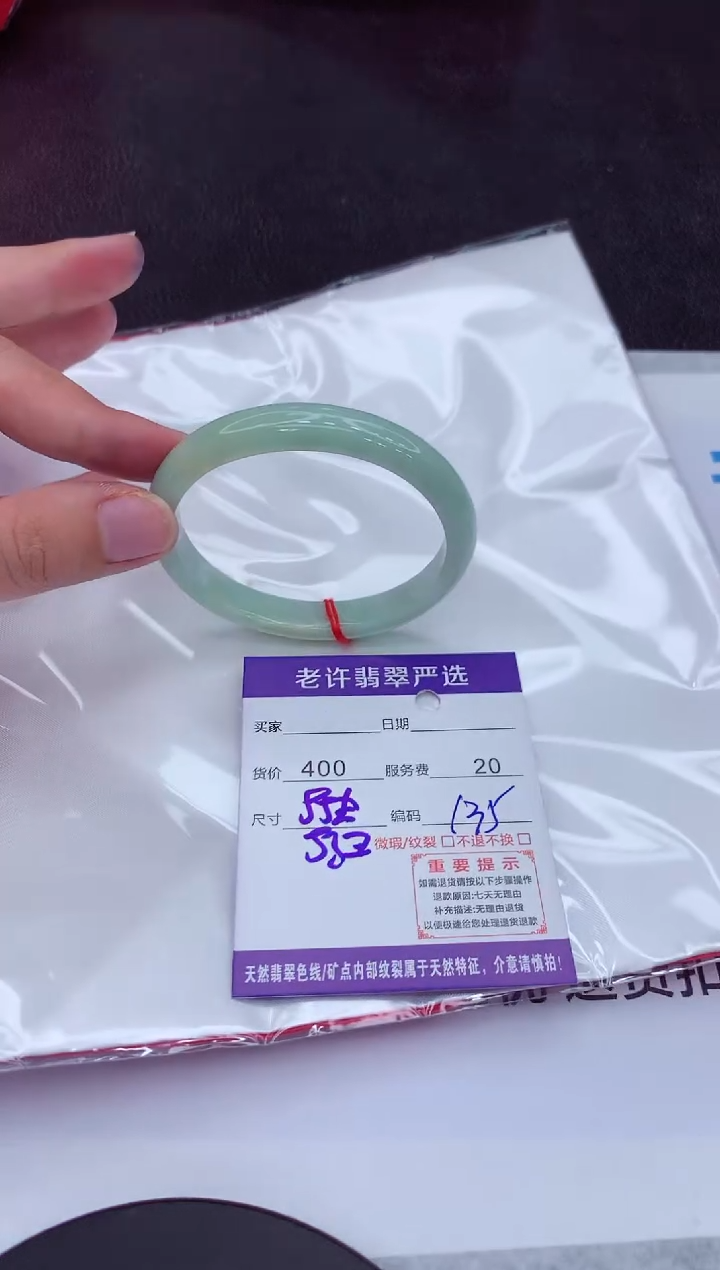 老许翡翠严选
买家 日期
货价 400 服务费 20
尺寸 编码 135
微瑕/纹裂 □不退不换 □
重要提示
如需退货请按以下步骤操作
退款原因:七天无理由
补充描述:无理由退货
以便极速给您处理退货退款
天然翡翠色线/矿点内部纹裂属于天然特征，介意请慎拍!